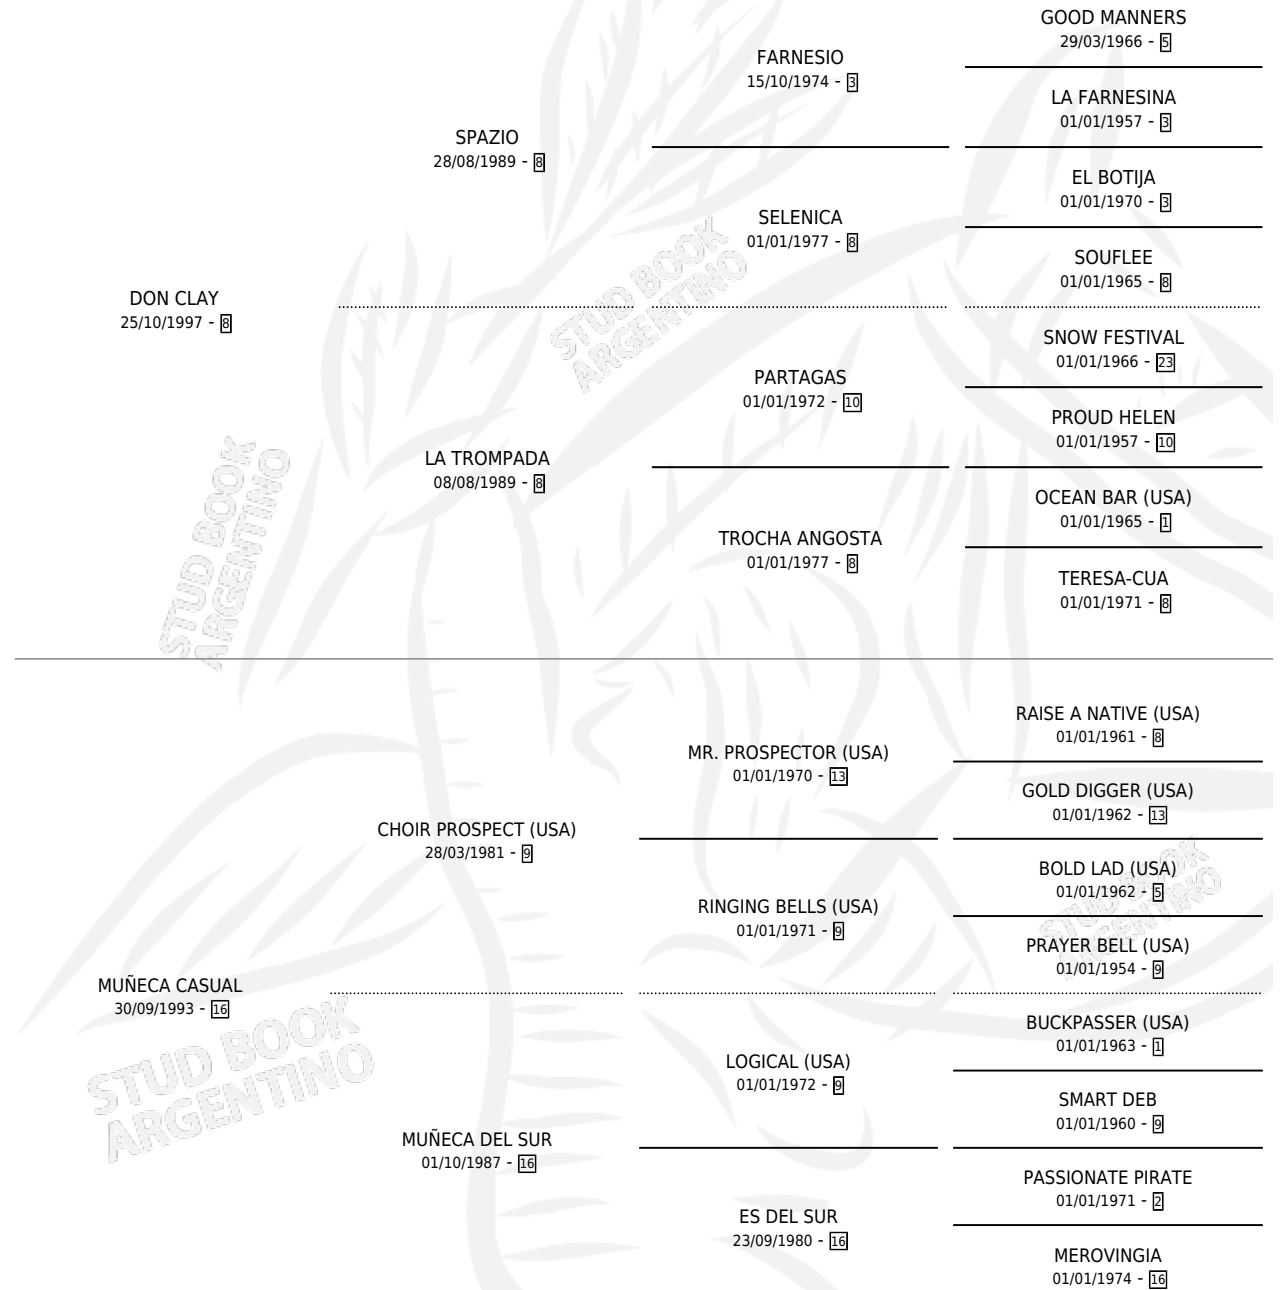 GOOD MANNERS
29/03/1966 - 5
FARNESIO
15/10/1974 - 3
LA FARNESINA
01/01/1957 - 3
SPAZIO
28/08/1989 - 8
EL BOTIJA
01/01/1970 - 3
SELENICA
01/01/1977 - 8
SOUFLEE
01/01/1965 - 8
DON CLAY
25/10/1997 - 8
SNOW FESTIVAL
01/01/1966 - 23
PARTAGAS
01/01/1972 - 10
PROUD HELEN
01/01/1957 - 10
LA TROMPADA
08/08/1989 - 8
OCEAN BAR (USA)
01/01/1965 - 1
TROCHA ANGOSTA
01/01/1977 - 8
TERESA-CUA
01/01/1971 - 8
STUD BOOK
ARGENTINO
STUD BOOK
ARGENTINO
RAISE A NATIVE (USA)
01/01/1961 - 8
MR. PROSPECTOR (USA)
01/01/1970 - 13
GOLD DIGGER (USA)
01/01/1962 - 13
CHOIR PROSPECT (USA)
28/03/1981 - 9
BOLD LAD (USA)
01/01/1962 - 5
RINGING BELLS (USA)
01/01/1971 - 9
PRAYER BELL (USA)
01/01/1954 - 9
MUÑECA CASUAL
30/09/1993 - 16
BUCKPASSER (USA)
01/01/1963 - 1
LOGICAL (USA)
01/01/1972 - 9
SMART DEB
01/01/1960 - 9
MUÑECA DEL SUR
01/10/1987 - 16
PASSIONATE PIRATE
01/01/1971 - 2
ES DEL SUR
23/09/1980 - 16
MEROVINGIA
01/01/1974 - 16
STUD BOOK
ARGENTINO
STUD BOOK
ARGENTINO